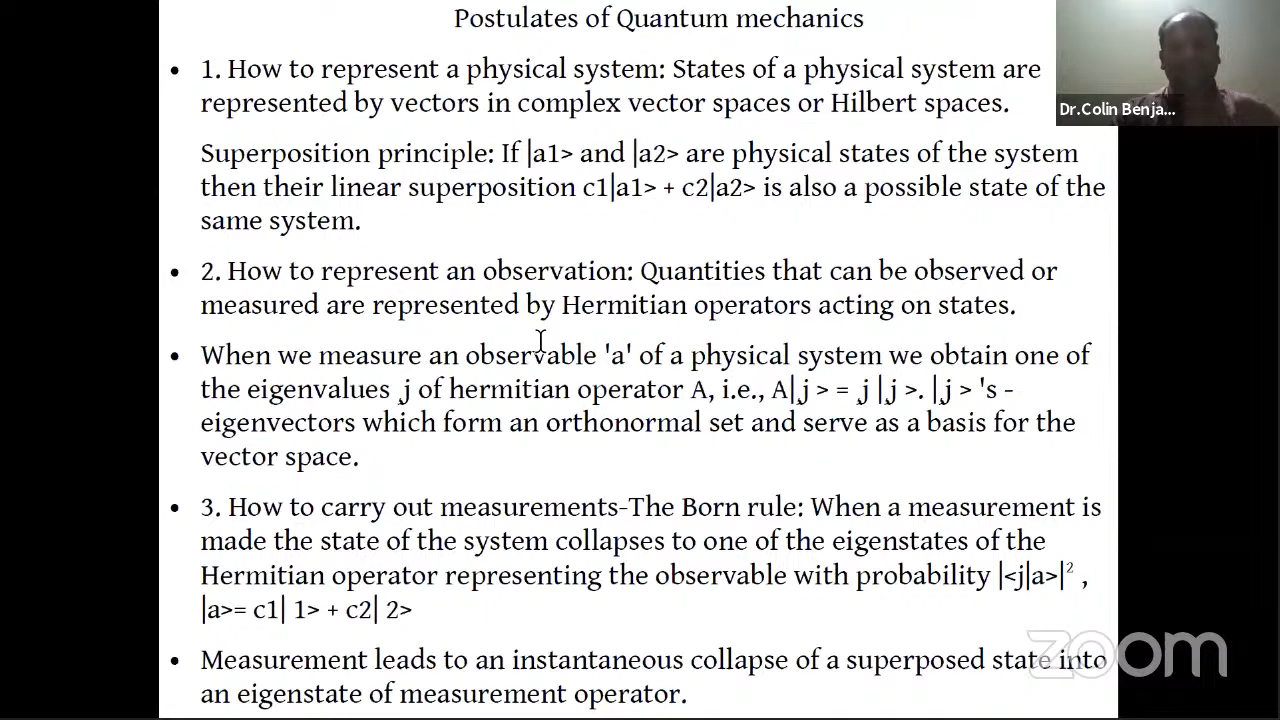 Postulates of Quantum mechanics
• 1. How to represent a physical system: States of a physical system are
represented by vectors in complex vector spaces or Hilbert spaces.
Dr.Colin Benja...
Superposition principle: If |a1> and |a2> are physical states of the system
then their linear superposition c1|a1> + c2|a2> is also a possible state of the
same system.
• 2. How to represent an observation: Quantities that can be observed or
measured are represented by Hermitian operators acting on states.
• When we measure an observable 'a' of a physical system we obtain one of
the eigenvalues j of hermitian operator A, i.e., A|j > = j |j >. |j > 's -
eigenvectors which form an orthonormal set and serve as a basis for the
vector space.
• 3. How to carry out measurements-The Born rule: When a measurement is
made the state of the system collapses to one of the eigenstates of the
Hermitian operator representing the observable with probability |<j|a>|² ,
|a>= c1| 1> + c2| 2>
• Measurement leads to an instantaneous collapse of a superposed state into
an eigenstate of measurement operator.
zoom